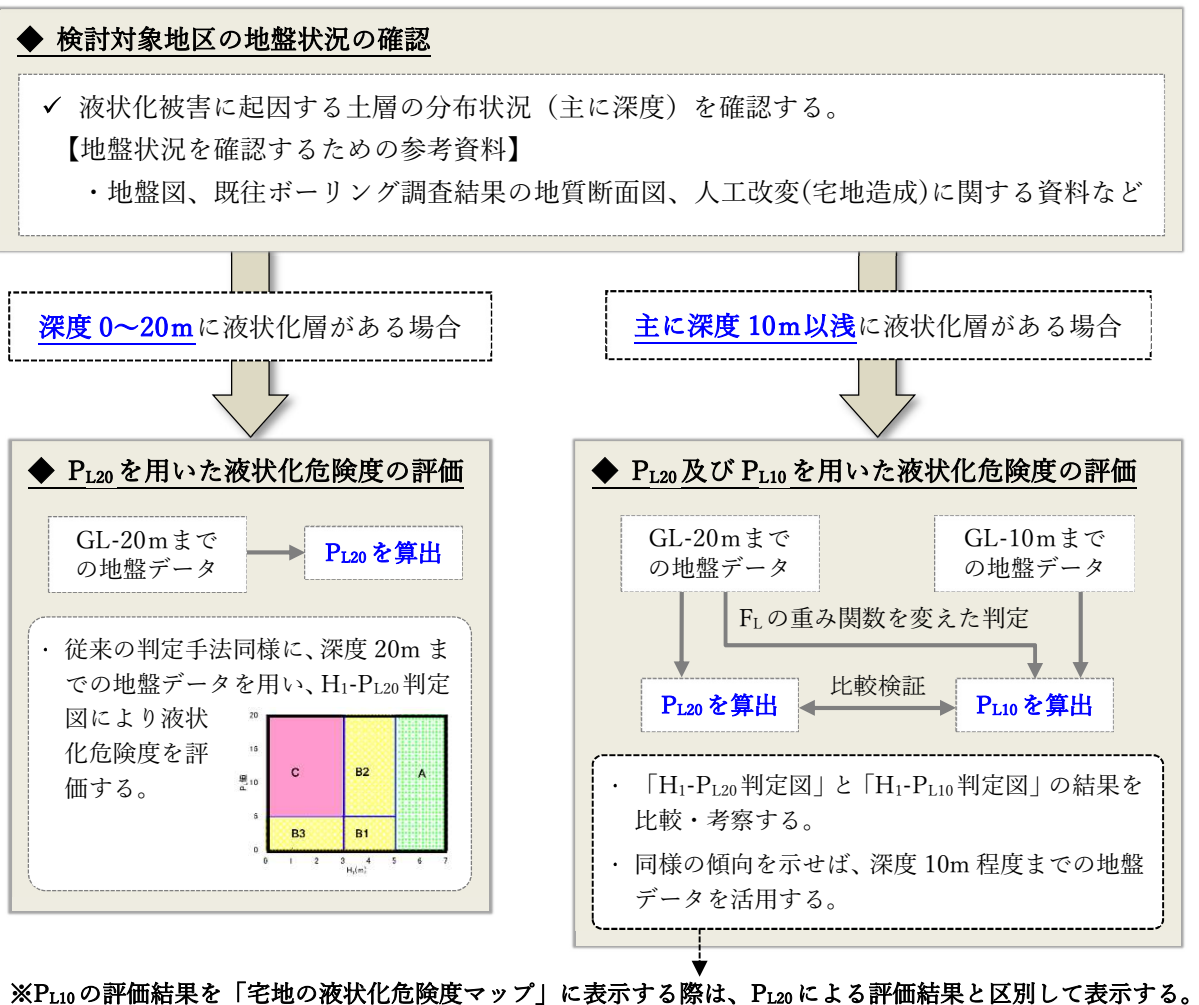 ◆ 検討対象地区の地盤状況の確認
✓ 液状化被害に起因する土層の分布状況（主に深度）を確認する。
【地盤状況を確認するための参考資料】
・地盤図、既往ボーリング調査結果の地質断面図、人工改変(宅地造成)に関する資料など
深度 0～20mに液状化層がある場合
主に深度 10m以浅に液状化層がある場合
◆ PL20を用いた液状化危険度の評価
GL-20mまで
の地盤データ
PL20を算出
・ 従来の判定手法同様に、深度 20m ま
での地盤データを用い、H1-PL20判定
図により液状
化危険度を評
価する。
20
15
10
5
0
PL値
C
B2
A
B3
B1
0 1 2 3 4 5 6 7
H1(m)
◆ PL20及びPL10を用いた液状化危険度の評価
GL-20mまで
の地盤データ
GL-10mまで
の地盤データ
FLの重み関数を変えた判定
PL20を算出
比較検証
PL10を算出
・ 「H1-PL20判定図」と「H1-PL10判定図」の結果を
比較・考察する。
・ 同様の傾向を示せば、深度 10m 程度までの地盤
データを活用する。
※PL10の評価結果を「宅地の液状化危険度マップ」に表示する際は、PL20による評価結果と区別して表示する。